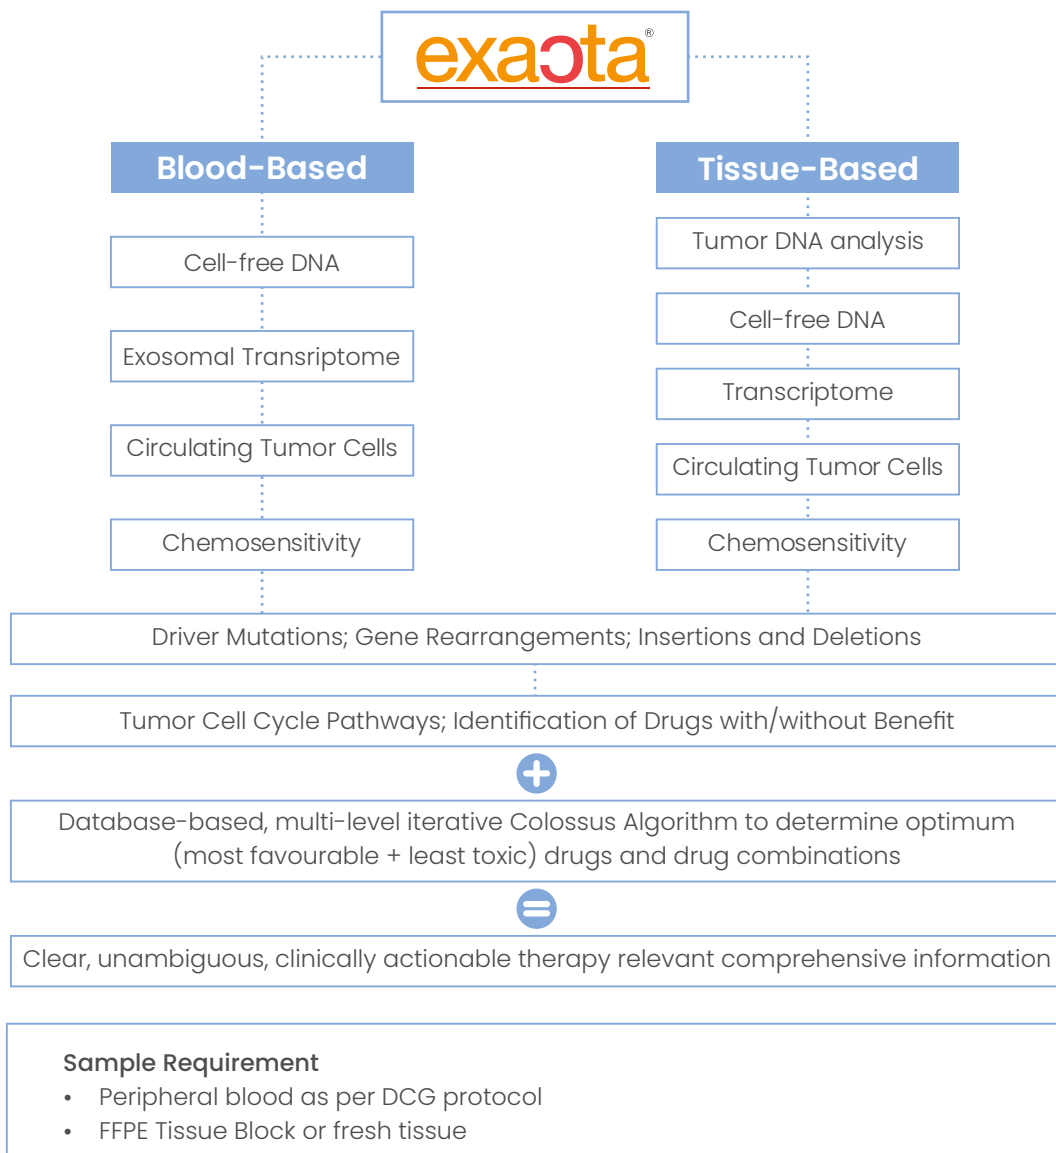 exacta®
Blood-Based
Cell-free DNA
Exosomal Transriptome
Circulating Tumor Cells
Chemosensitivity
Tissue-Based
Tumor DNA analysis
Cell-free DNA
Transcriptome
Circulating Tumor Cells
Chemosensitivity
Driver Mutations; Gene Rearrangements; Insertions and Deletions
Tumor Cell Cycle Pathways; Identification of Drugs with/without Benefit
+
Database-based, multi-level iterative Colossus Algorithm to determine optimum
(most favourable + least toxic) drugs and drug combinations
=
Clear, unambiguous, clinically actionable therapy relevant comprehensive information
Sample Requirement
• Peripheral blood as per DCG protocol
• FFPE Tissue Block or fresh tissue